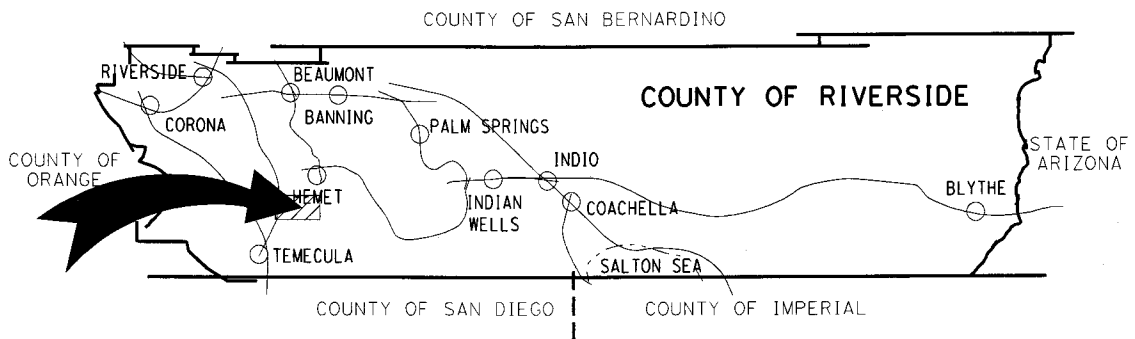 COUNTY OF SAN BERNARDINO
RIVERSIDE
BEAUMONT
COUNTY OF RIVERSIDE
CORONA
BANNING
PALM SPRINGS
STATE OF
ARIZONA
COUNTY OF
ORANGE
HEMET
INDIO
INDIAN
WELLS
COACHELLA
BLYTHE
TEMECULA
SALTON SEA
COUNTY OF SAN DIEGO
COUNTY OF IMPERIAL